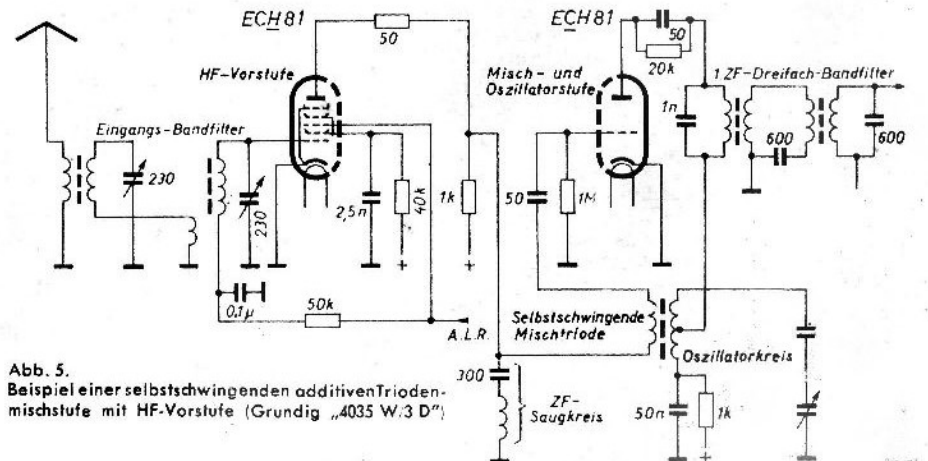 ECH81
50
HF-Vorstufe
Eingangs-Bandfilter
230
230
2,5n
40k
1k
0,1µ
50k
A.L.R.
ECH81
50
20k
Misch- und
Oszillatorstufe
1.ZF-Dreifach-Bandfilter
1n
600
600
50
1M
Selbstschwingende
Mischtriode
Oszillatorkreis
300
ZF-
Saugkreis
50n
1k
Abb. 5.
Beispiel einer selbstschwingenden additiven Trioden-
mischstufe mit HF-Vorstufe (Grundig „4035 W/3 D")